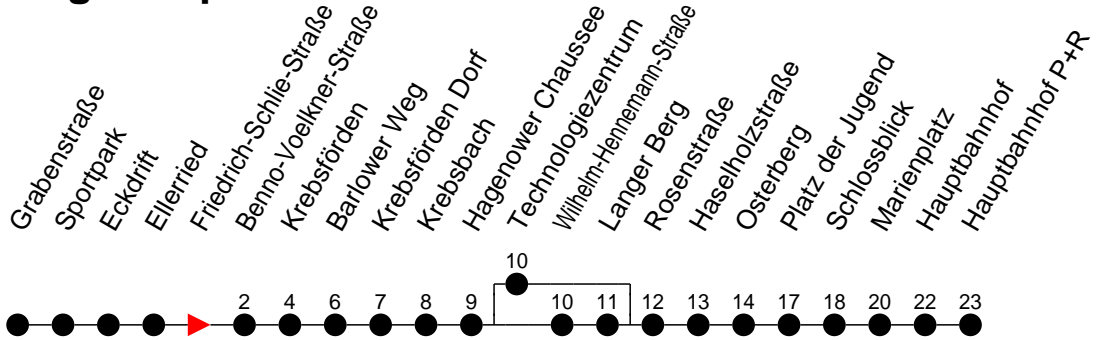 Grabenstraße
Sportpark
Eckdrift
Ellerried
Friedrich-Schlie-Straße
Benno-Voelkner-Straße
Krebsförden
Barlower Weg
Krebsförden Dorf
Krebsbach
Hagenower Chaussee
Technologiezentrum
Wilhelm-Hennemann-Straße
Langer Berg
Rosenstraße
Haselholzstraße
Osterberg
Platz der Jugend
Schlossblick
Marienplatz
Hauptbahnhof
Hauptbahnhof P+R
10
2 4 6 7 8 9 10 11 12 13 14 17 18 20 22 23